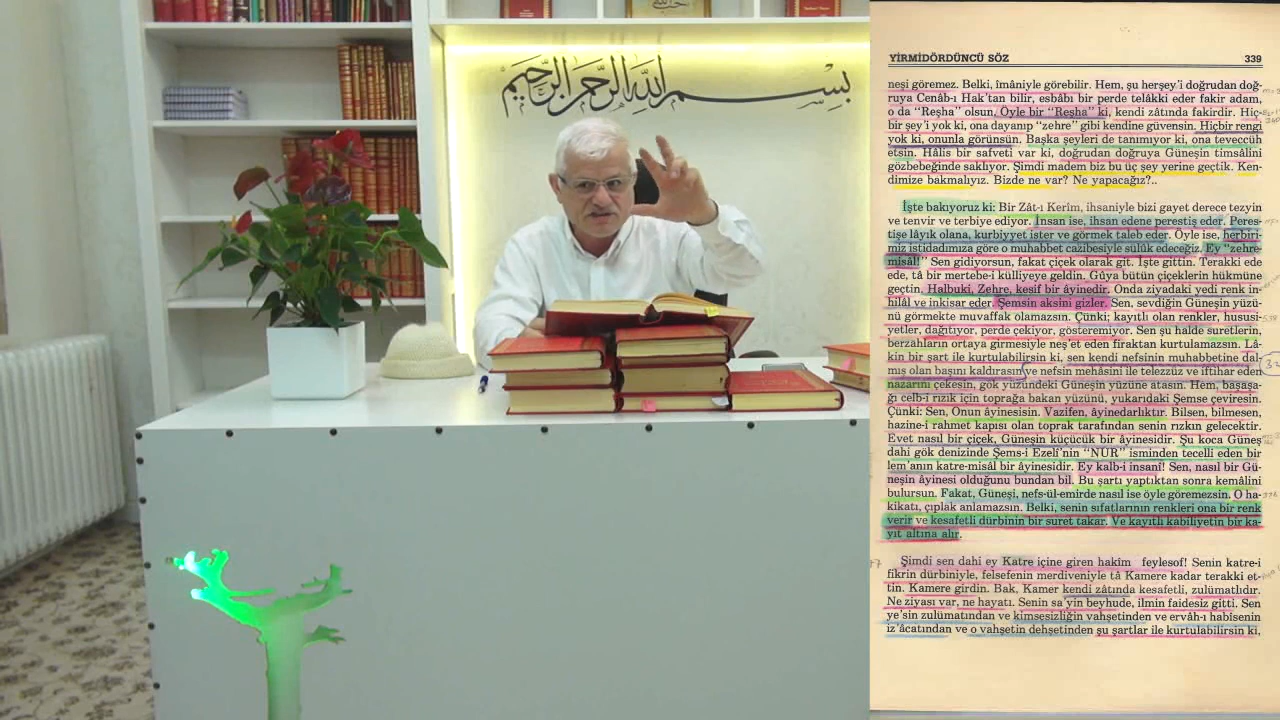 بسم الله الرحمن الرحيم
YİRMİDÖRDÜNCÜ SÖZ 339
neşi göremez. Belki, îmâniyle görebilir. Hem, şu herşey'i doğrudan doğ-
ruya Cenâb-ı Hak'tan bilir, esbâbı bir perde telâkki eder fakir adam,
o da "Reşha" olsun, Öyle bir "Reşha" ki, kendi zâtında fakirdir. Hiç-
bir şey'i yok ki, ona dayanıp "zehre" gibi kendine güvensin. Hiçbir rengi
yok ki, onunla görünsün. Başka şeyleri de tanımıyor ki, ona teveccüh
etsin. Hâlis bir safveti var ki, doğrudan doğruya Güneşin timsâlini
gözbebeğinde saklıyor. Şimdi madem biz bu üç şey yerine geçtik. Ken-
dimize bakmalıyız. Bizde ne var? Ne yapacağız?..
İşte bakıyoruz ki: Bir Zât-ı Kerîm, ihsaniyle bizi gayet derece tezyin
ve tenvir ve terbiye ediyor. İnsan ise, ihsan edene perestiş eder. Peres-
tişe lâyık olana, kurbiyyet ister ve görmek taleb eder. Öyle ise, herbiri-
miz istidadımıza göre o muhabbet cazibesiyle sülûk edeceğiz. Ey "zehre-
misâl!" Sen gidiyorsun, fakat çiçek olarak git. İşte gittin. Terakki ede
ede, tâ bir mertebe-i külliyeye geldin. Gûya bütün çiçeklerin hükmüne
geçtin. Halbuki, Zehre, kesif bir âyinedir. Onda ziyadaki yedi renk in-
hilâl ve inkisar eder. Şemsin aksini gizler. Sen, sevdiğin Güneşin yüzü-
nü görmekte muvaffak olamazsın. Çünki; kayıtlı olan renkler, hususi-
yetler, dağıtıyor, perde çekiyor, gösteremiyor. Sen şu halde suretlerin,
berzahların ortaya girmesiyle neş'et eden firaktan kurtulamazsın. Lâ-
kin bir şart ile kurtulabilirsin ki, sen kendi nefsinin muhabbetine dal-
mış olan başını kaldırasın ve nefsin mehâsini ile telezzüz ve iftihar eden
nazarını çekesin, gök yüzündeki Güneşin yüzüne atasın. Hem, başaşa-
ğı celb-i rızık için toprağa bakan yüzünü, yukarıdaki Şemse çeviresin.
Çünki: Sen, Onun âyinesisin. Vazifen, âyinedarlıktır. Bilsen, bilmesen,
hazine-i rahmet kapısı olan toprak tarafından senin rızkın gelecektir.
Evet nasıl bir çiçek, Güneşin küçücük bir âyinesidir. Şu koca Güneş
dahi gök denizinde Şems-i Ezelî'nin "NUR" isminden tecelli eden bir
lem'anın katre-misâl bir âyinesidir. Ey kalb-i insanî! Sen, nasıl bir Gü-
neşin âyinesi olduğunu bundan bil. Bu şartı yaptıktan sonra kemâlini
bulursun. Fakat, Güneşi, nefs-ül-emirde nasıl ise öyle göremezsin. O ha-
kikatı, çıplak anlamazsın. Belki, senin sıfatlarının renkleri ona bir renk
verir ve kesafetli dürbinin bir suret takar. Ve kayıtlı kabiliyetin bir ka-
yıt altına alır.
Şimdi sen dahi ey Katre içine giren hakîm feylesof! Senin katre-i
fikrin dürbiniyle, felsefenin merdiveniyle tâ Kamere kadar terakki et-
tin. Kamere girdin. Bak, Kamer kendi zâtında kesafetli, zulümatlıdır.
Ne ziyası var, ne hayatı. Senin sa'yin beyhude, ilmin faidesiz gitti. Sen
ye'sin zulümatından ve kimsesizliğin vahşetinden ve ervâh-ı habîsenin
iz'âcatından ve o vahşetin dehşetinden şu şartlar ile kurtulabilirsin ki,